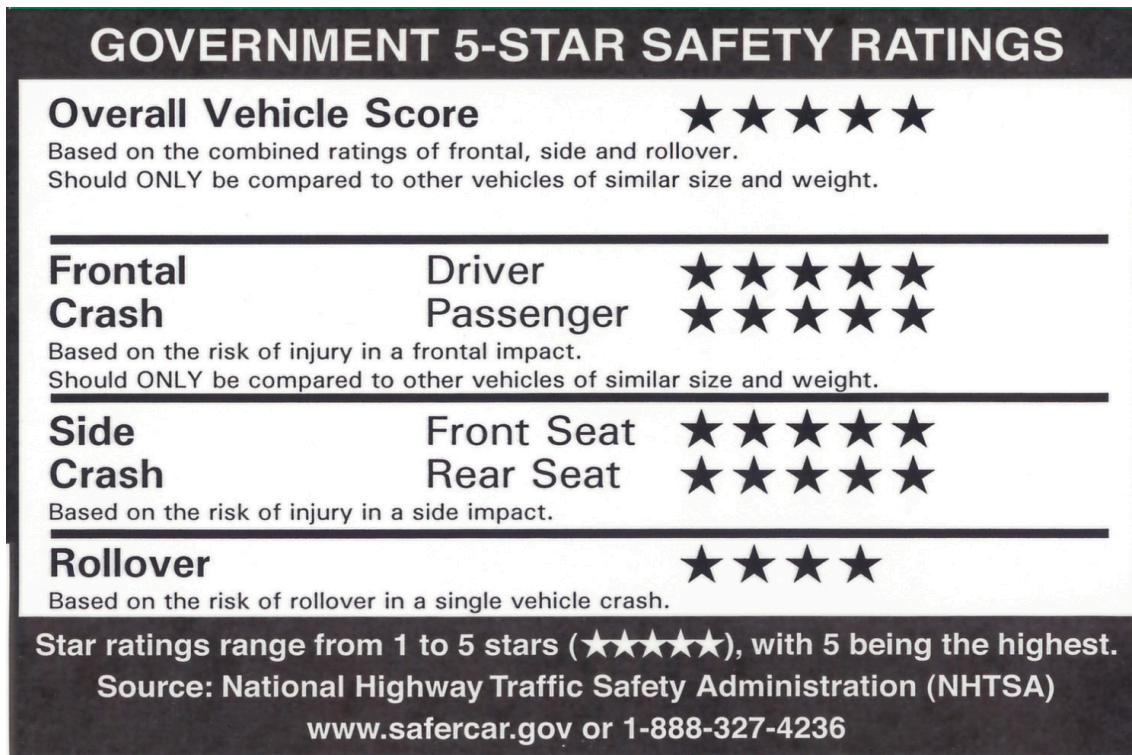 GOVERNMENT 5-STAR SAFETY RATINGS
Overall Vehicle Score ★★★★★
Based on the combined ratings of frontal, side and rollover.
Should ONLY be compared to other vehicles of similar size and weight.
Frontal Driver ★★★★★
Crash Passenger ★★★★★
Based on the risk of injury in a frontal impact.
Should ONLY be compared to other vehicles of similar size and weight.
Side Front Seat ★★★★★
Crash Rear Seat ★★★★★
Based on the risk of injury in a side impact.
Rollover ★★★★
Based on the risk of rollover in a single vehicle crash.
Star ratings range from 1 to 5 stars (★★★★★), with 5 being the highest.
Source: National Highway Traffic Safety Administration (NHTSA)
www.safercar.gov or 1-888-327-4236